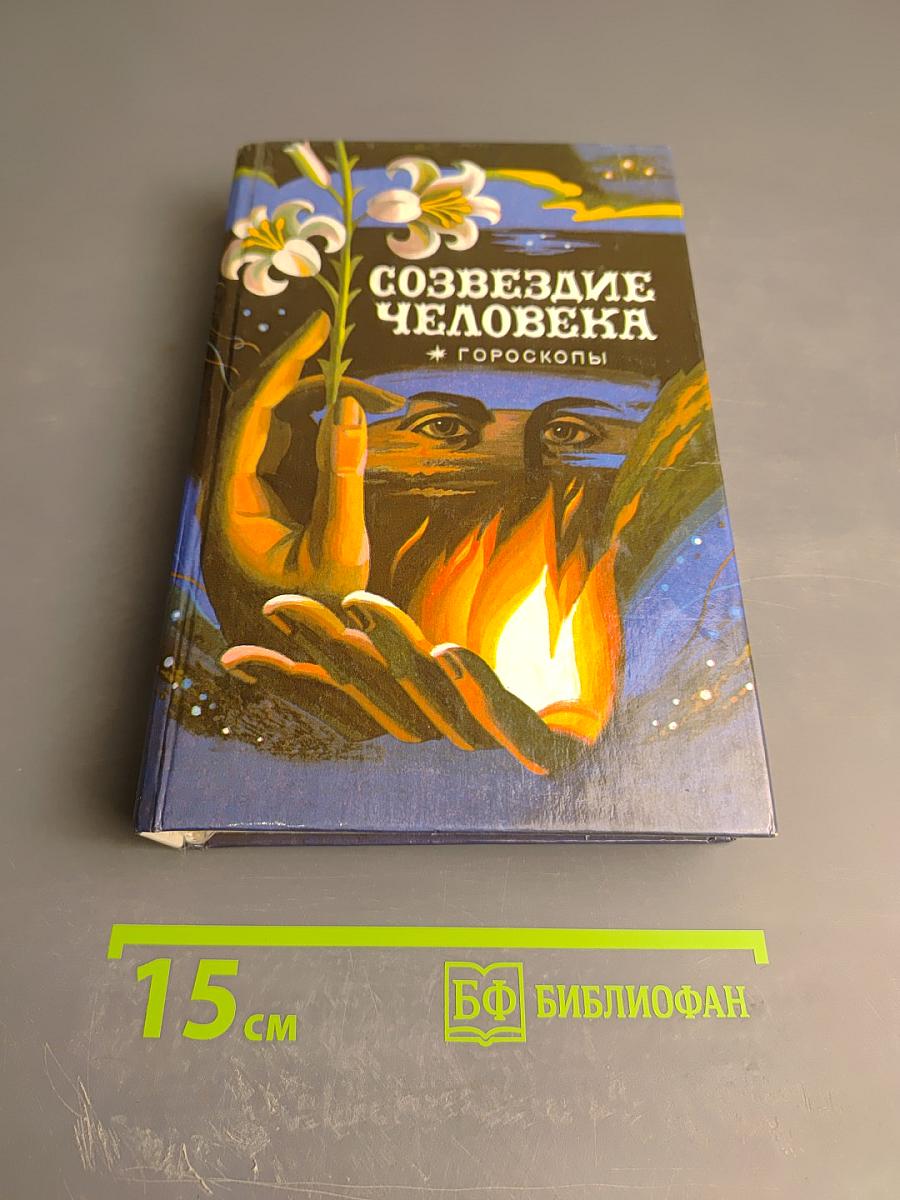 СОЗВЕЗДИЕ
ЧЕЛОВЕКА
ГОРОСКОПЫ
15 см
БФ БИБЛИОФАН